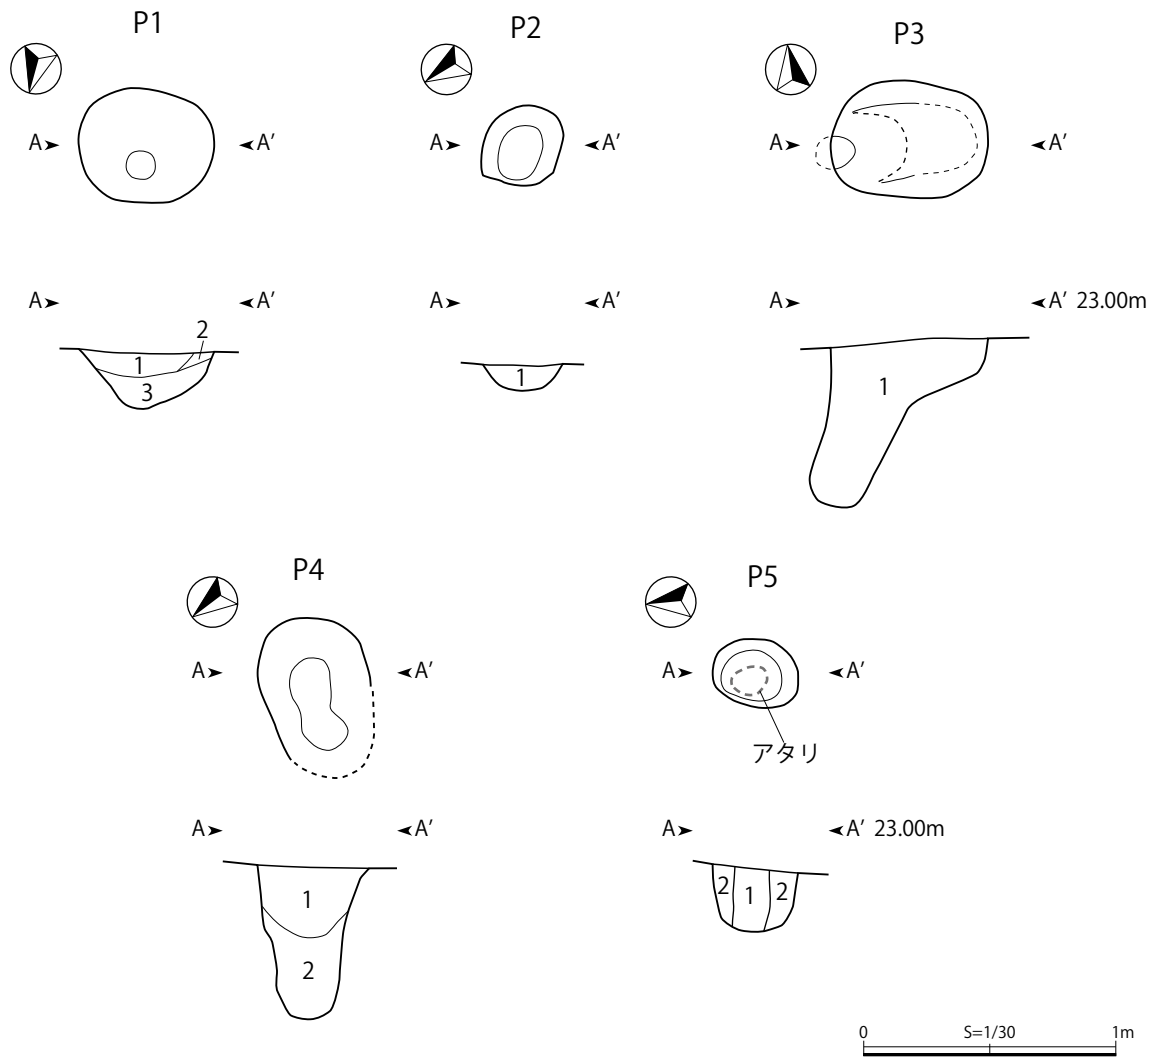 P1
P2
P3
A A′
A A′
A A′
A A′
A A′
A A′ 23.00m
1
2
3
1
1
P4
P5
A A′
A A′
アタリ
A A′
A A′ 23.00m
1
2
2 1 2
0 S=1/30 1m